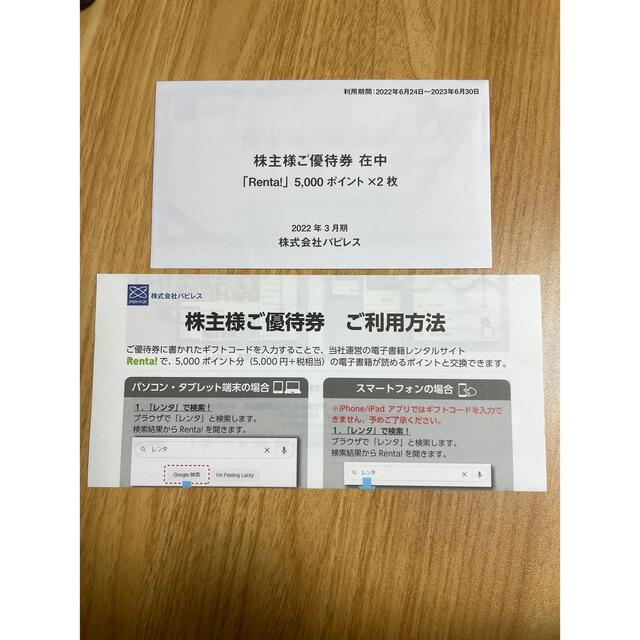 利用期間:2022年6月24日～2023年6月30日
株主様ご優待券 在中
「Renta!」 5,000 ポイント ×2 枚
2022 年 3 月期
株式会社パピレス
株式会社パピレス
株主様ご優待券 ご利用方法
ご優待券に書かれたギフトコードを入力することで、当社運営の電子書籍レンタルサイト
Renta! で、5,000 ポイント分（5,000 円＋税相当）の電子書籍が読めるポイントと交換できます。
パソコン・タブレット端末の場合
1．「レンタ」で検索！
ブラウザで「レンタ」と検索します。
検索結果から Renta! を開きます。
レンタ
Google 検索 I'm Feeling Lucky
スマートフォンの場合
※iPhone/iPad アプリではギフトコードを入力で
きません。予めご了承ください。
1．「レンタ」で検索！
ブラウザで「レンタ」と検索します。
検索結果から Renta! を開きます。
レンタ